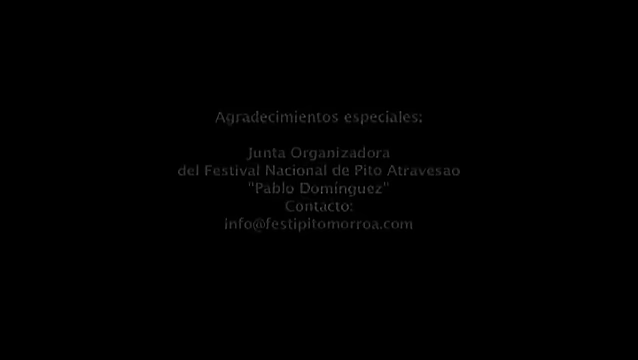 Agradecimientos especiales:
Junta Organizadora
del Festival Nacional de Pito Atravesao
"Pablo Domínguez"
Contacto:
info@festipitomorroa.com